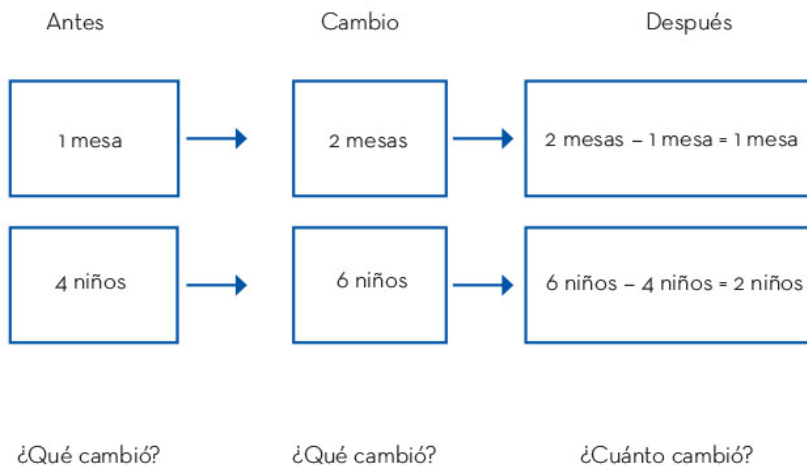 Antes Cambio Después
1 mesa 2 mesas 2 mesas – 1 mesa = 1 mesa
4 niños 6 niños 6 niños – 4 niños = 2 niños
¿Qué cambió? ¿Qué cambió? ¿Cuánto cambió?